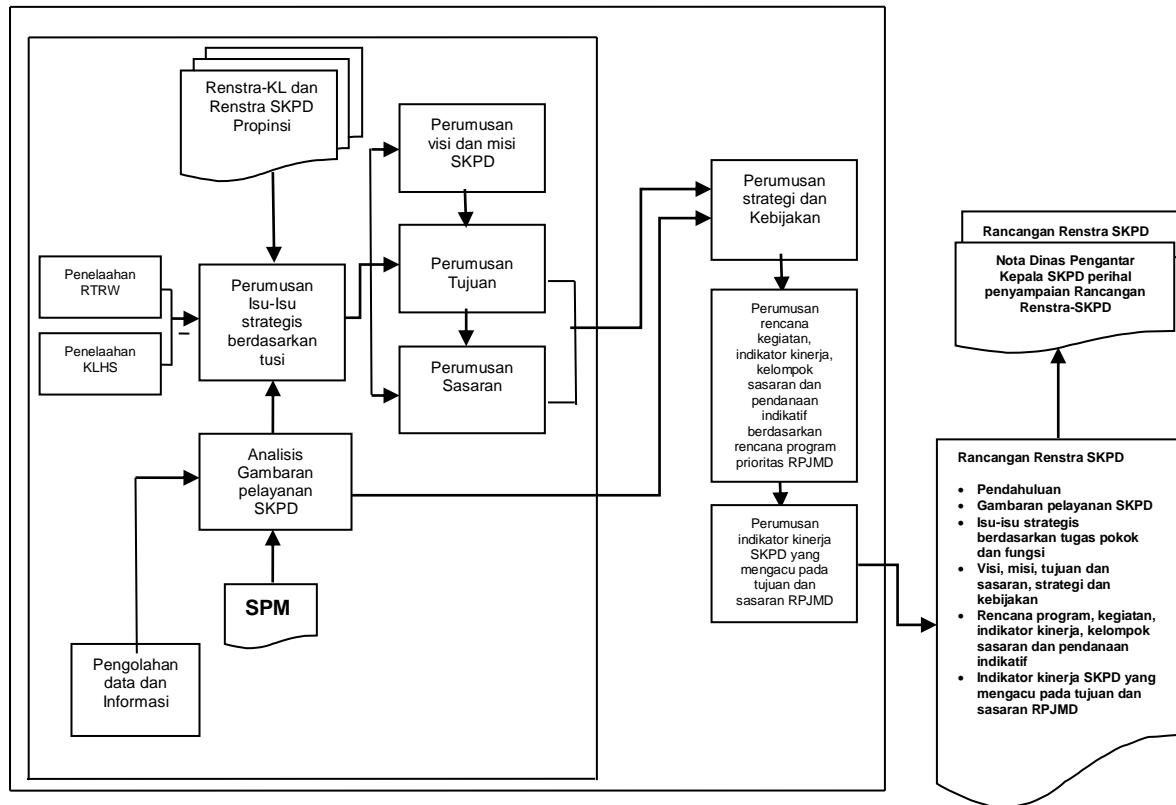 Renstra-KL dan
Renstra SKPD
Propinsi
Perumusan
visi dan misi
SKPD
Penelaahan
RTRW
Penelaahan
KLHS
Perumusan
Isu-Isu
strategis
berdasarkan
tusi
Perumusan
Tujuan
Perumusan
Sasaran
Analisis
Gambaran
pelayanan
SKPD
SPM
Pengolahan
data dan
Informasi
Perumusan
strategi dan
Kebijakan
Perumusan
rencana
kegiatan,
indikator kinerja,
kelompok
sasaran dan
pendanaan
indikatif
berdasarkan
rencana program
prioritas RPJMD
Perumusan
indikator kinerja
SKPD yang
mengacu pada
tujuan dan
sasaran RPJMD
Rancangan Renstra SKPD
Nota Dinas Pengantar
Kepala SKPD perihal
penyampaian Rancangan
Renstra-SKPD
Rancangan Renstra SKPD
• Pendahuluan
• Gambaran pelayanan SKPD
• Isu-isu strategis
berdasarkan tugas pokok
dan fungsi
• Visi, misi, tujuan dan
sasaran, strategi dan
kebijakan
• Rencana program, kegiatan,
indikator kinerja, kelompok
sasaran dan pendanaan
indikatif
• Indikator kinerja SKPD yang
mengacu pada tujuan dan
sasaran RPJMD